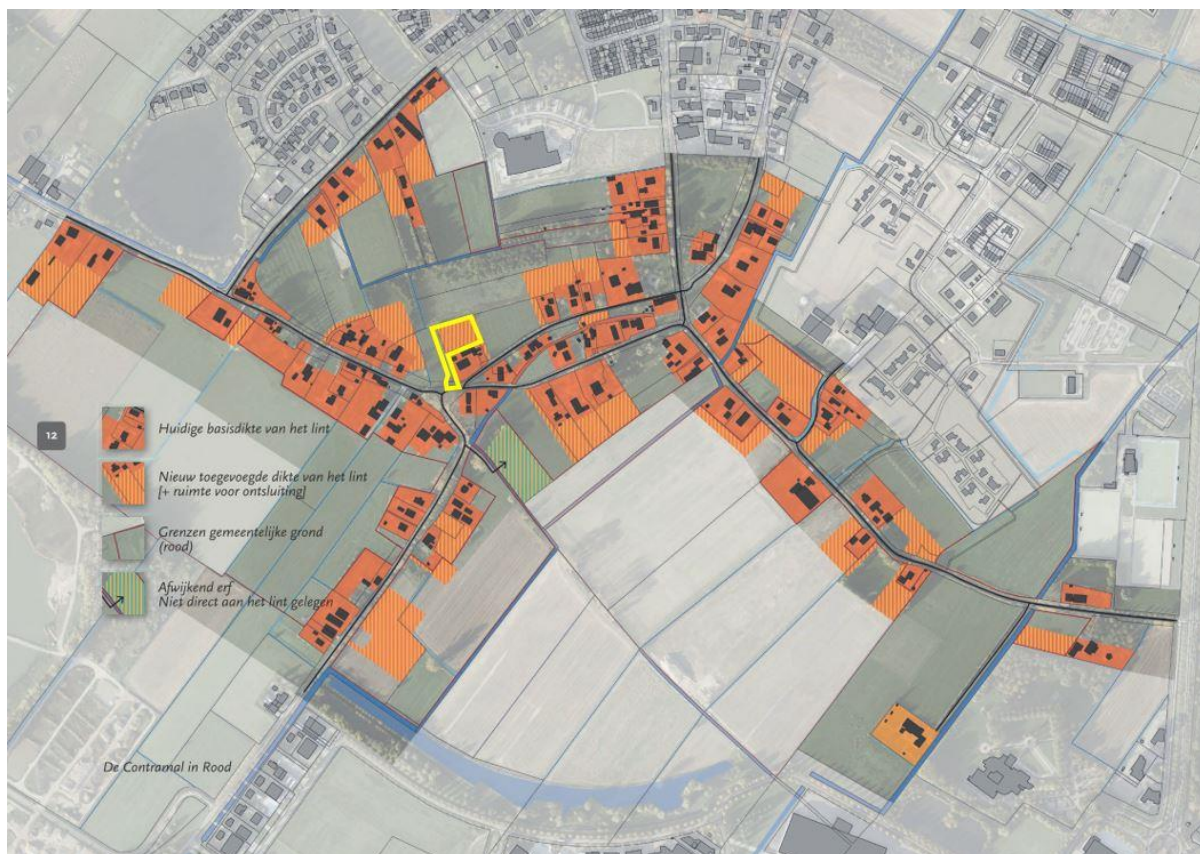 12
Huidige basisdikte van het lint
Nieuw toegevoegde dikte van het lint
[+ ruimte voor ontsluiting]
Grenzen gemeentelijke grond
(rood)
Afwijkend erf
Niet direct aan het lint gelegen
De Contramal in Rood